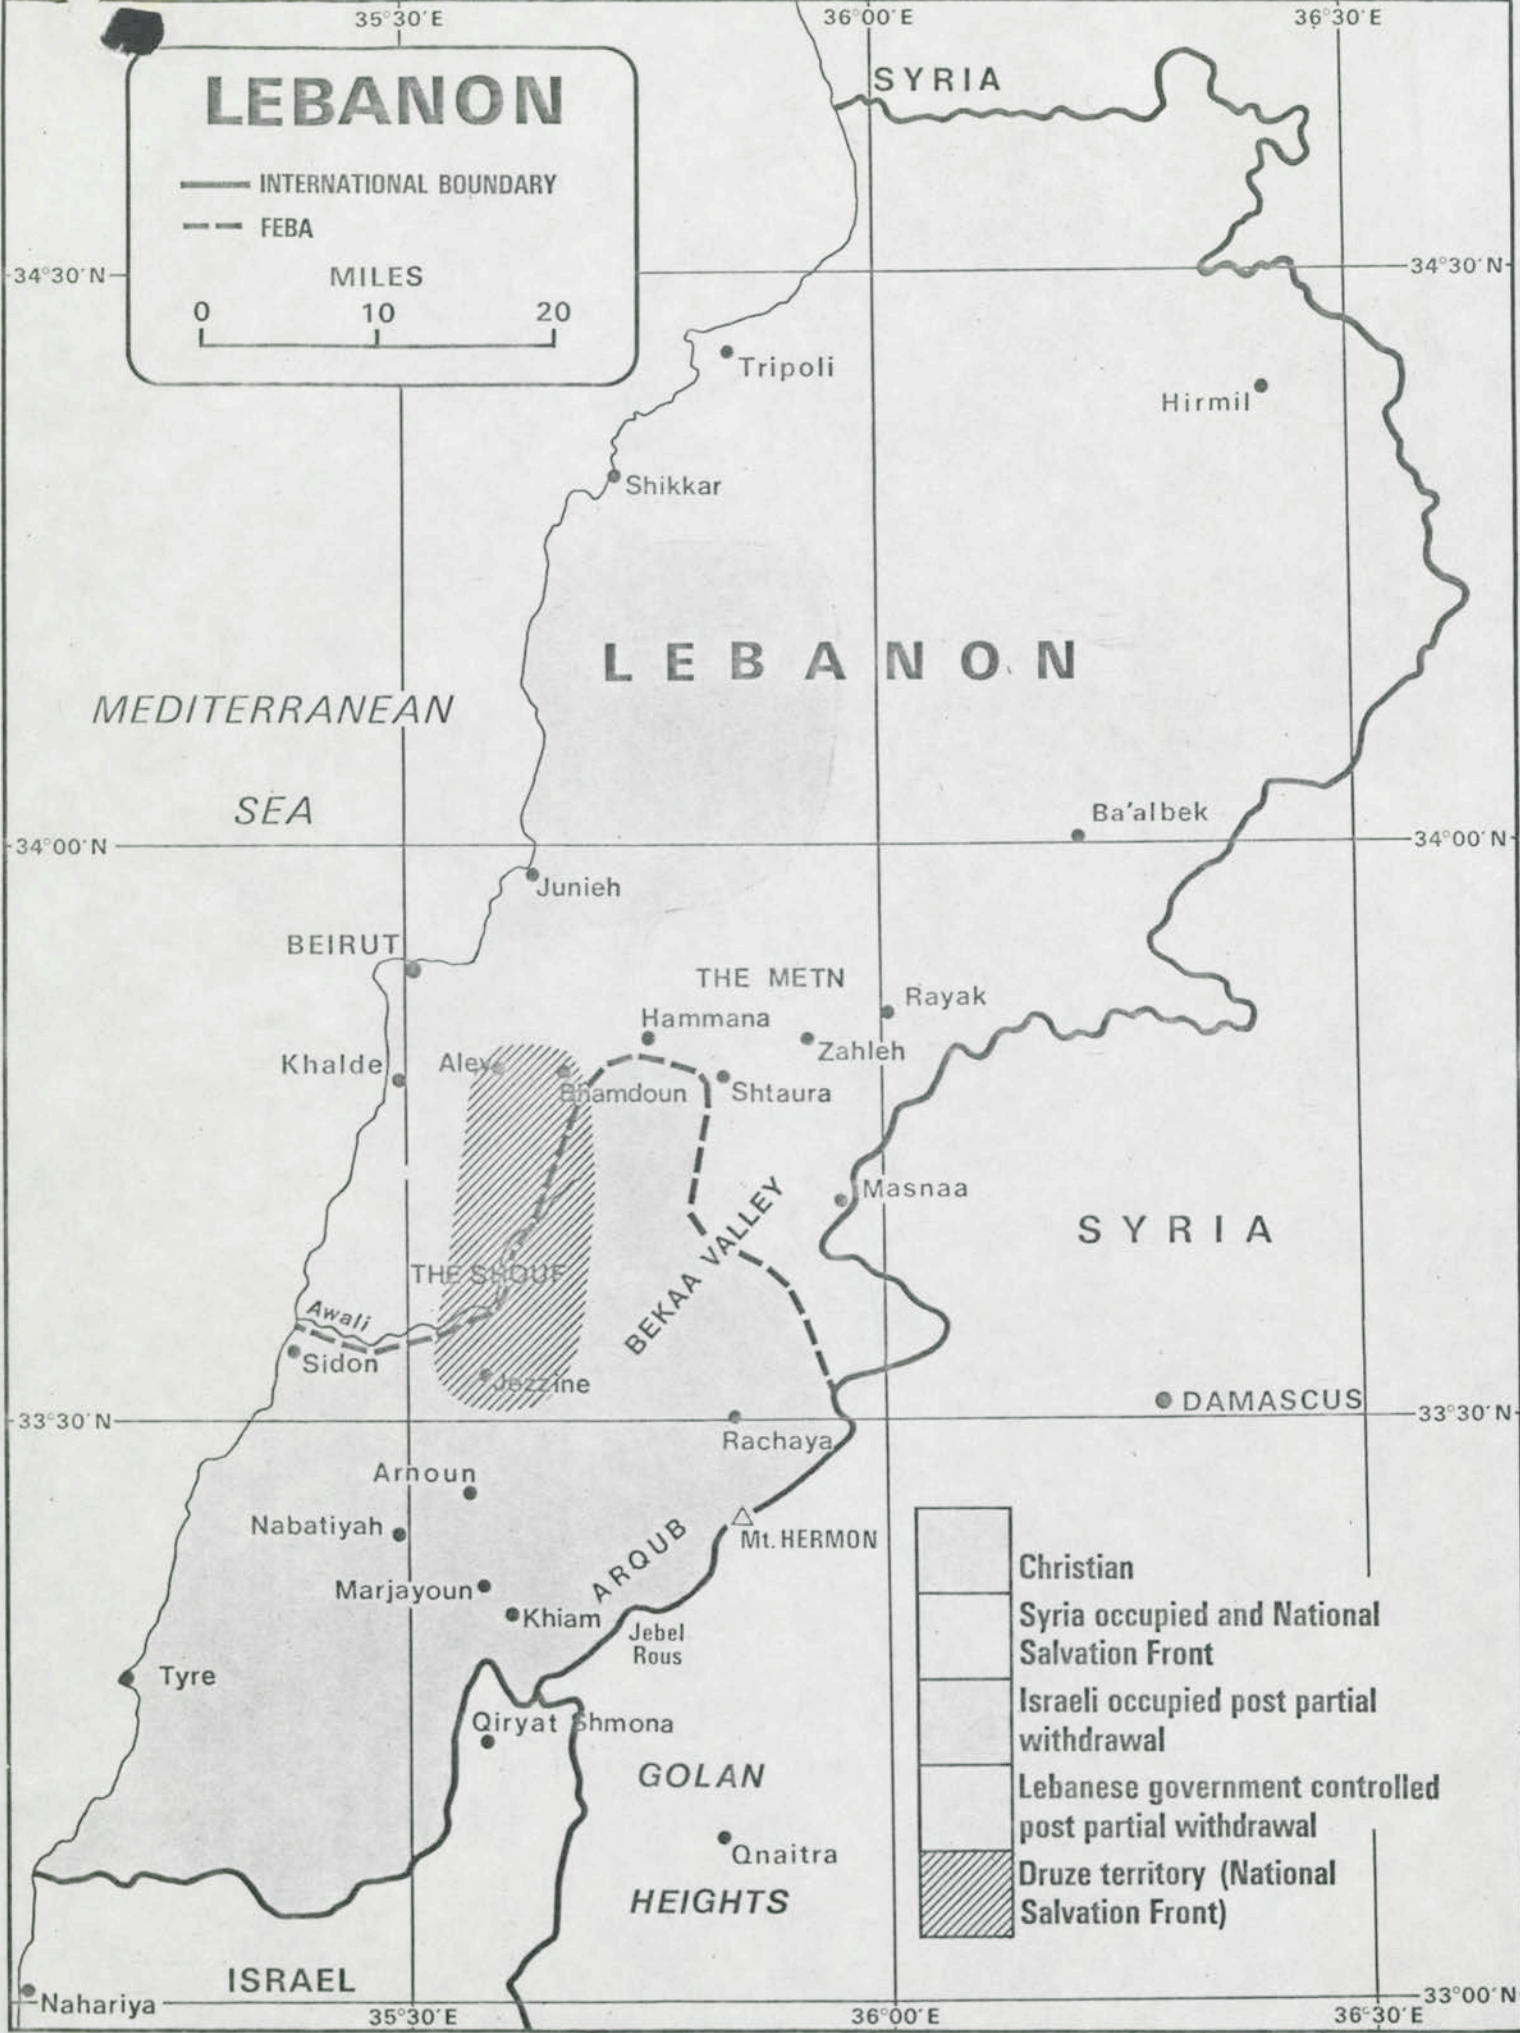 35°30'E
36°00'E
36°30'E
LEBANON
INTERNATIONAL BOUNDARY
FEBA
MILES
0 10 20
SYRIA
34°30'N
34°30'N
Tripoli
Hirmil
Shikkar
LEBANON
MEDITERRANEAN
SEA
Ba'albek
34°00'N
34°00'N
Junieh
BEIRUT
THE METN
Rayak
Hammana
Zahleh
Khalde
Aley
Bhamdoun
Shtaura
Masnaa
BEKAA VALLEY
SYRIA
THE SHOUF
Awali
Sidon
Jezzine
DAMASCUS
33°30'N
33°30'N
Rachaya
Arnoun
Nabatiyah
Mt. HERMON
ARQUB
Marjayoun
Khiam
Jebel
Rous
Tyre
Qiryat Shmona
GOLAN
Qnaitra
HEIGHTS
Christian
Syria occupied and National
Salvation Front
Israeli occupied post partial
withdrawal
Lebanese government controlled
post partial withdrawal
Druze territory (National
Salvation Front)
ISRAEL
Nahariya
33°00'N
35°30'E
36°00'E
36°30'E